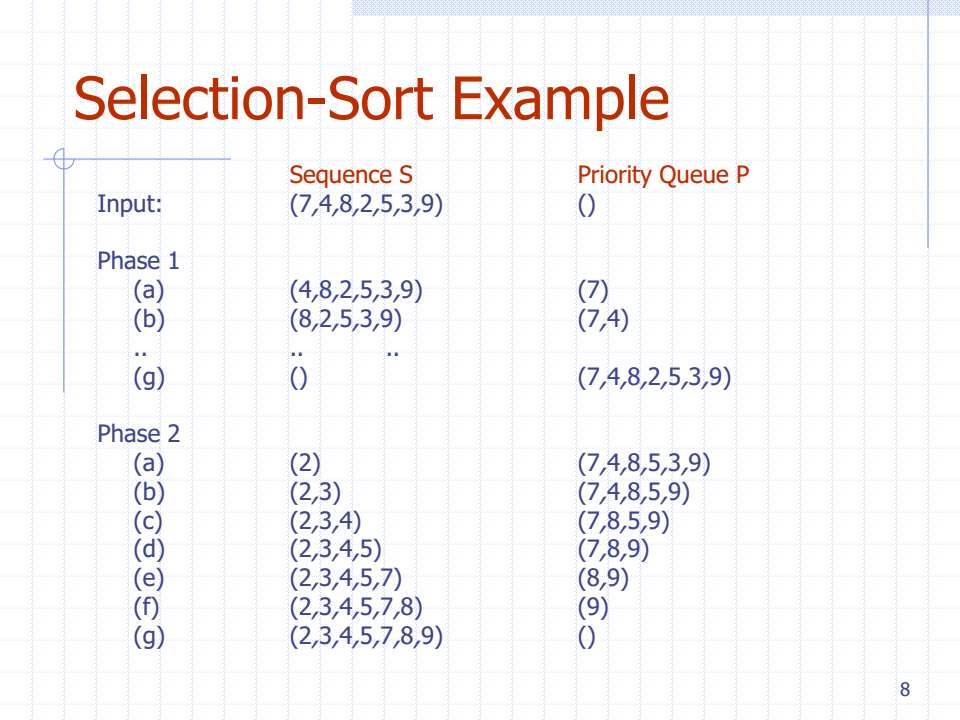 Selection-Sort Example
Sequence S Priority Queue P
Input: (7,4,8,2,5,3,9) ()
Phase 1
(a) (4,8,2,5,3,9) (7)
(b) (8,2,5,3,9) (7,4)
.. .. ..
(g) () (7,4,8,2,5,3,9)
Phase 2
(a) (2) (7,4,8,5,3,9)
(b) (2,3) (7,4,8,5,9)
(c) (2,3,4) (7,8,5,9)
(d) (2,3,4,5) (7,8,9)
(e) (2,3,4,5,7) (8,9)
(f) (2,3,4,5,7,8) (9)
(g) (2,3,4,5,7,8,9) ()
8